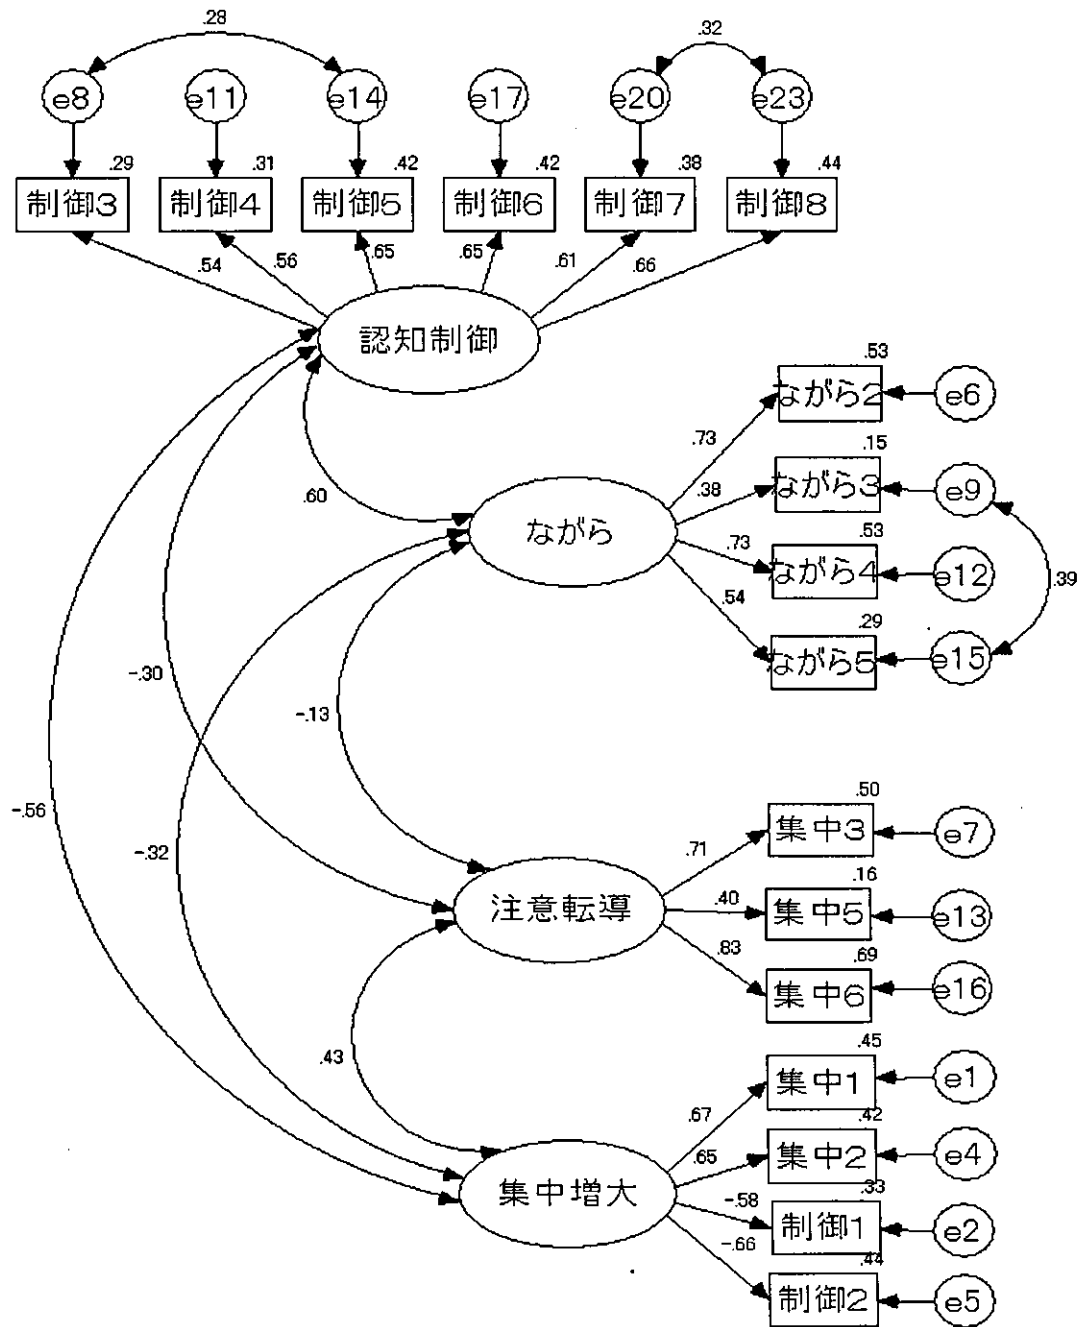 .28
.32
e8
e11
e14
e17
e20
e23
.29
.31
.42
.42
.38
.44
制御3
制御4
制御5
制御6
制御7
制御8
.54
.56
.65
.65
.61
.66
認知制御
.53
ながら2
e6
.73
.15
.38
ながら3
e9
.60
ながら
.53
.73
ながら4
e12
.39
.54
.29
ながら5
e15
-.30
-.13
-.56
-.32
.50
集中3
e7
.71
.16
注意転導
.40
集中5
e13
.83
.69
集中6
e16
.43
.45
集中1
e1
.67
.42
.65
集中2
e4
集中増大
.33
-.58
制御1
e2
-.66
.44
制御2
e5